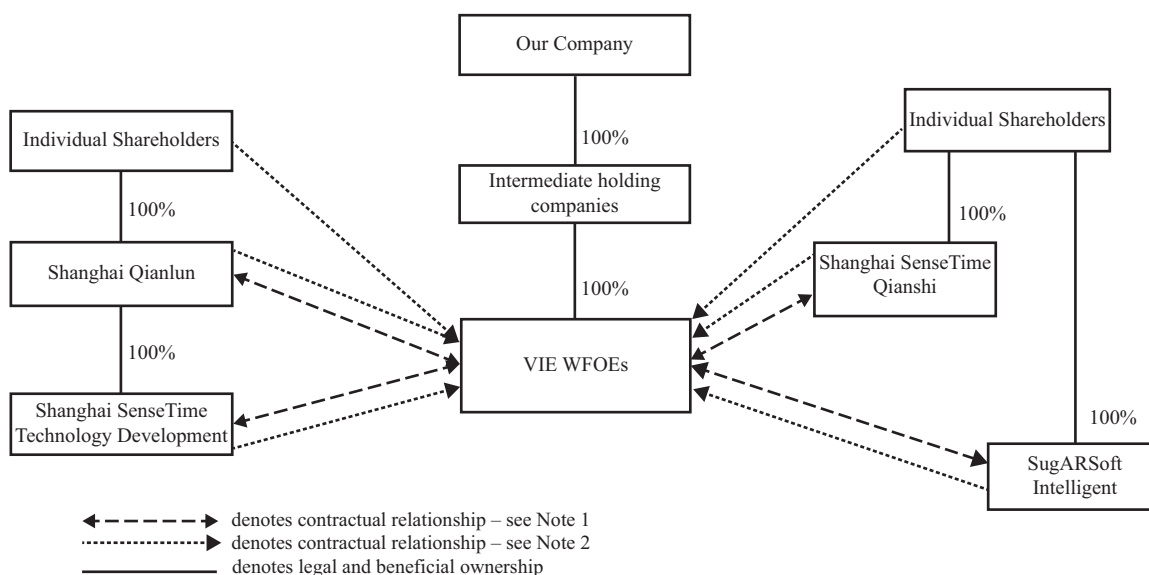 Our Company
100%
Intermediate holding
companies
100%
VIE WFOEs
Individual Shareholders
100%
Shanghai Qianlun
100%
Shanghai SenseTime
Technology Development
Individual Shareholders
100%
Shanghai SenseTime
Qianshi
100%
SugARSoft
Intelligent
denotes contractual relationship – see Note 1
denotes contractual relationship – see Note 2
denotes legal and beneficial ownership